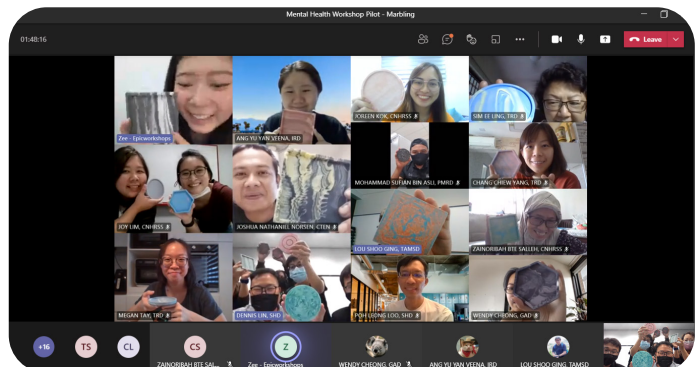 Mental Health Workshop Pilot - Marbling
01:48:16
Leave
Zee - Epicworkshops
ANG YU YAN VEENA, IRD
JOREEN KOK, CNHRSS
SIM EE LING, TRD
MOHAMMAD SUFIAN BIN ASLI, PMRD
CHANG CHIEW YANG, TRD
JOY LIM, CNHRSS
JOSHUA NATHANIEL NORSEN, CTEN
LOU SHOO GING, TAMSD
ZAINORIBAH BTE SALLEH, CNHRSS
MEGAN TAY, TRD
DENNIS LIN, SHD
POH LEONG LOO, SHD
WENDY CHEONG, GAD
+16
TS
CL
CS
Z
ZAINORIBAH BTE SAL...
Zee - Epicworkshops
WENDY CHEONG, GAD
ANG YU YAN VEENA, IRD
LOU SHOO GING, TAMSD